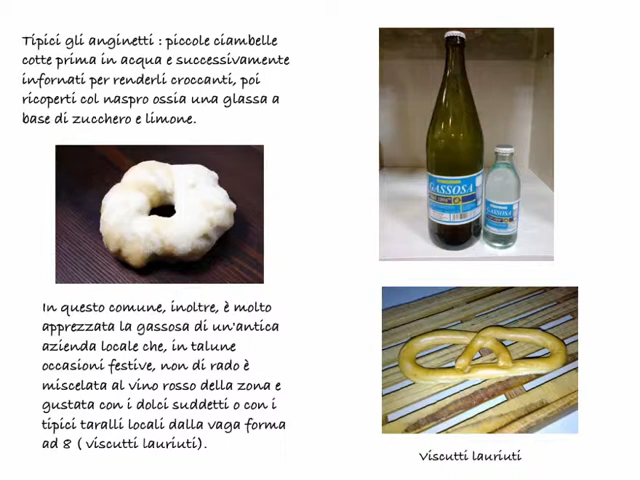 Tipici gli anginetti : piccole ciambelle
cotte prima in acqua e successivamente
infornati per renderli croccanti, poi
ricoperti col naspro ossia una glassa a
base di zucchero e limone.
GASSOSA
GASSOSA
In questo comune, inoltre, è molto
apprezzata la gassosa di un'antica
azienda locale che, in talune
occasioni festive, non di rado è
miscelata al vino rosso della zona e
gustata con i dolci suddetti o con i
tipici taralli locali dalla vaga forma
ad 8 ( viscutti lauriuti).
Viscutti lauriuti